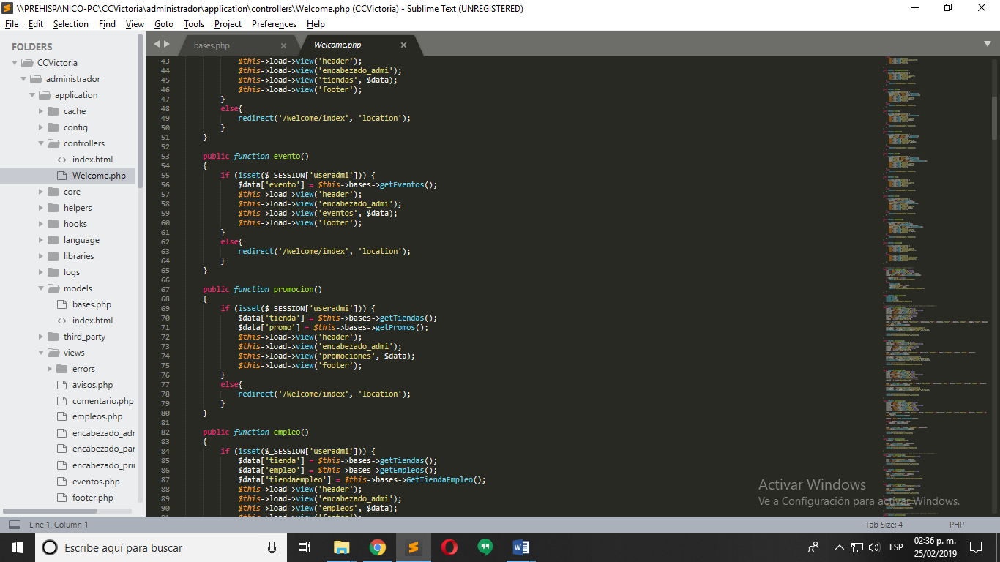 \\PREHISPANICO-PC\CCVictoria\administrador\application\controllers\Welcome.php (CCVictoria) - Sublime Text (UNREGISTERED)
File Edit Selection Find View Goto Tools Project Preferences Help
FOLDERS
CCVictoria
administrador
application
cache
config
controllers
index.html
Welcome.php
core
helpers
hooks
language
libraries
logs
models
bases.php
index.html
third_party
views
errors
avisos.php
comentario.php
empleos.php
encabezado_adr
encabezado_par
encabezado_prin
eventos.php
footer.php
bases.php
Welcome.php
43 $this->load->view('header');
44 $this->load->view('encabezado_admi');
45 $this->load->view('tiendas', $data);
46 $this->load->view('footer');
47 }
48 else{
49 redirect('/Welcome/index', 'location');
50 }
51 }
52
53 public function evento()
54 {
55 if (isset($_SESSION['useradmi'])) {
56 $data['evento'] = $this->bases->getEventos();
57 $this->load->view('header');
58 $this->load->view('encabezado_admi');
59 $this->load->view('eventos', $data);
60 $this->load->view('footer');
61 }
62 else{
63 redirect('/Welcome/index', 'location');
64 }
65 }
66
67 public function promocion()
68 {
69 if (isset($_SESSION['useradmi'])) {
70 $data['tienda'] = $this->bases->getTiendas();
71 $data['promo'] = $this->bases->getPromos();
72 $this->load->view('header');
73 $this->load->view('encabezado_admi');
74 $this->load->view('promociones', $data);
75 $this->load->view('footer');
76 }
77 else{
78 redirect('/Welcome/index', 'location');
79 }
80 }
81
82 public function empleo()
83 {
84 if (isset($_SESSION['useradmi'])) {
85 $data['tienda'] = $this->bases->getTiendas();
86 $data['empleo'] = $this->bases->getEmpleos();
87 $data['tiendaempleo'] = $this->bases->GetTiendaEmpleo();
88 $this->load->view('header');
89 $this->load->view('encabezado_admi');
90 $this->load->view('empleos', $data);
91 $this->load->view('footer');
Activar Windows
Ve a Configuración para activar Windows.
Line 1, Column 1
Tab Size: 4
PHP
Escribe aquí para buscar
ESP
02:36 p. m.
25/02/2019